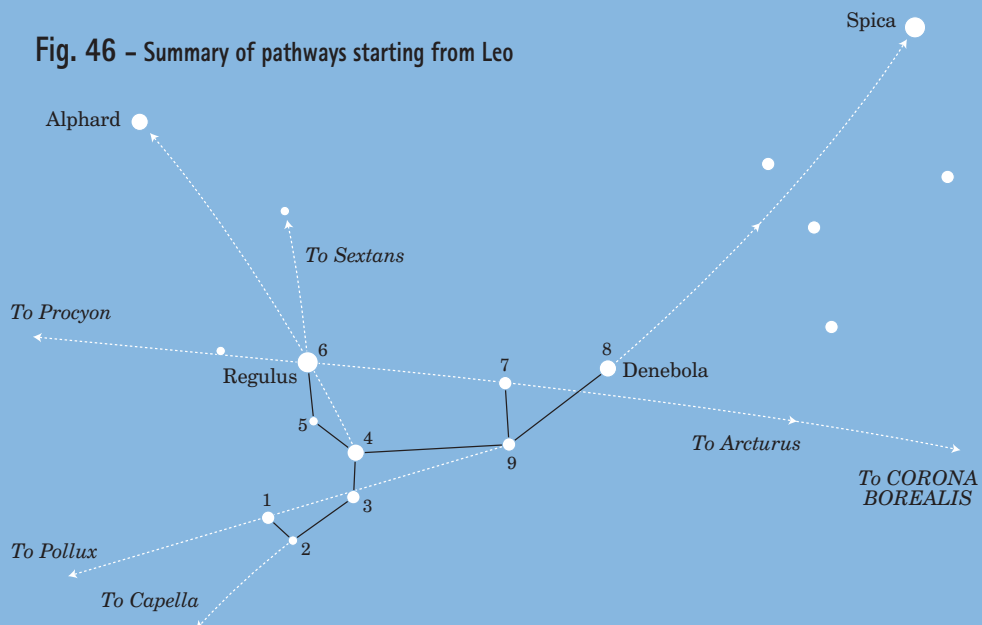 Spica
Fig. 46 – Summary of pathways starting from Leo
Alphard
To Sextans
To Procyon
6
Regulus
7
8
Denebola
5
4
9
To Arcturus
To CORONA
BOREALIS
1
3
2
To Pollux
To Capella